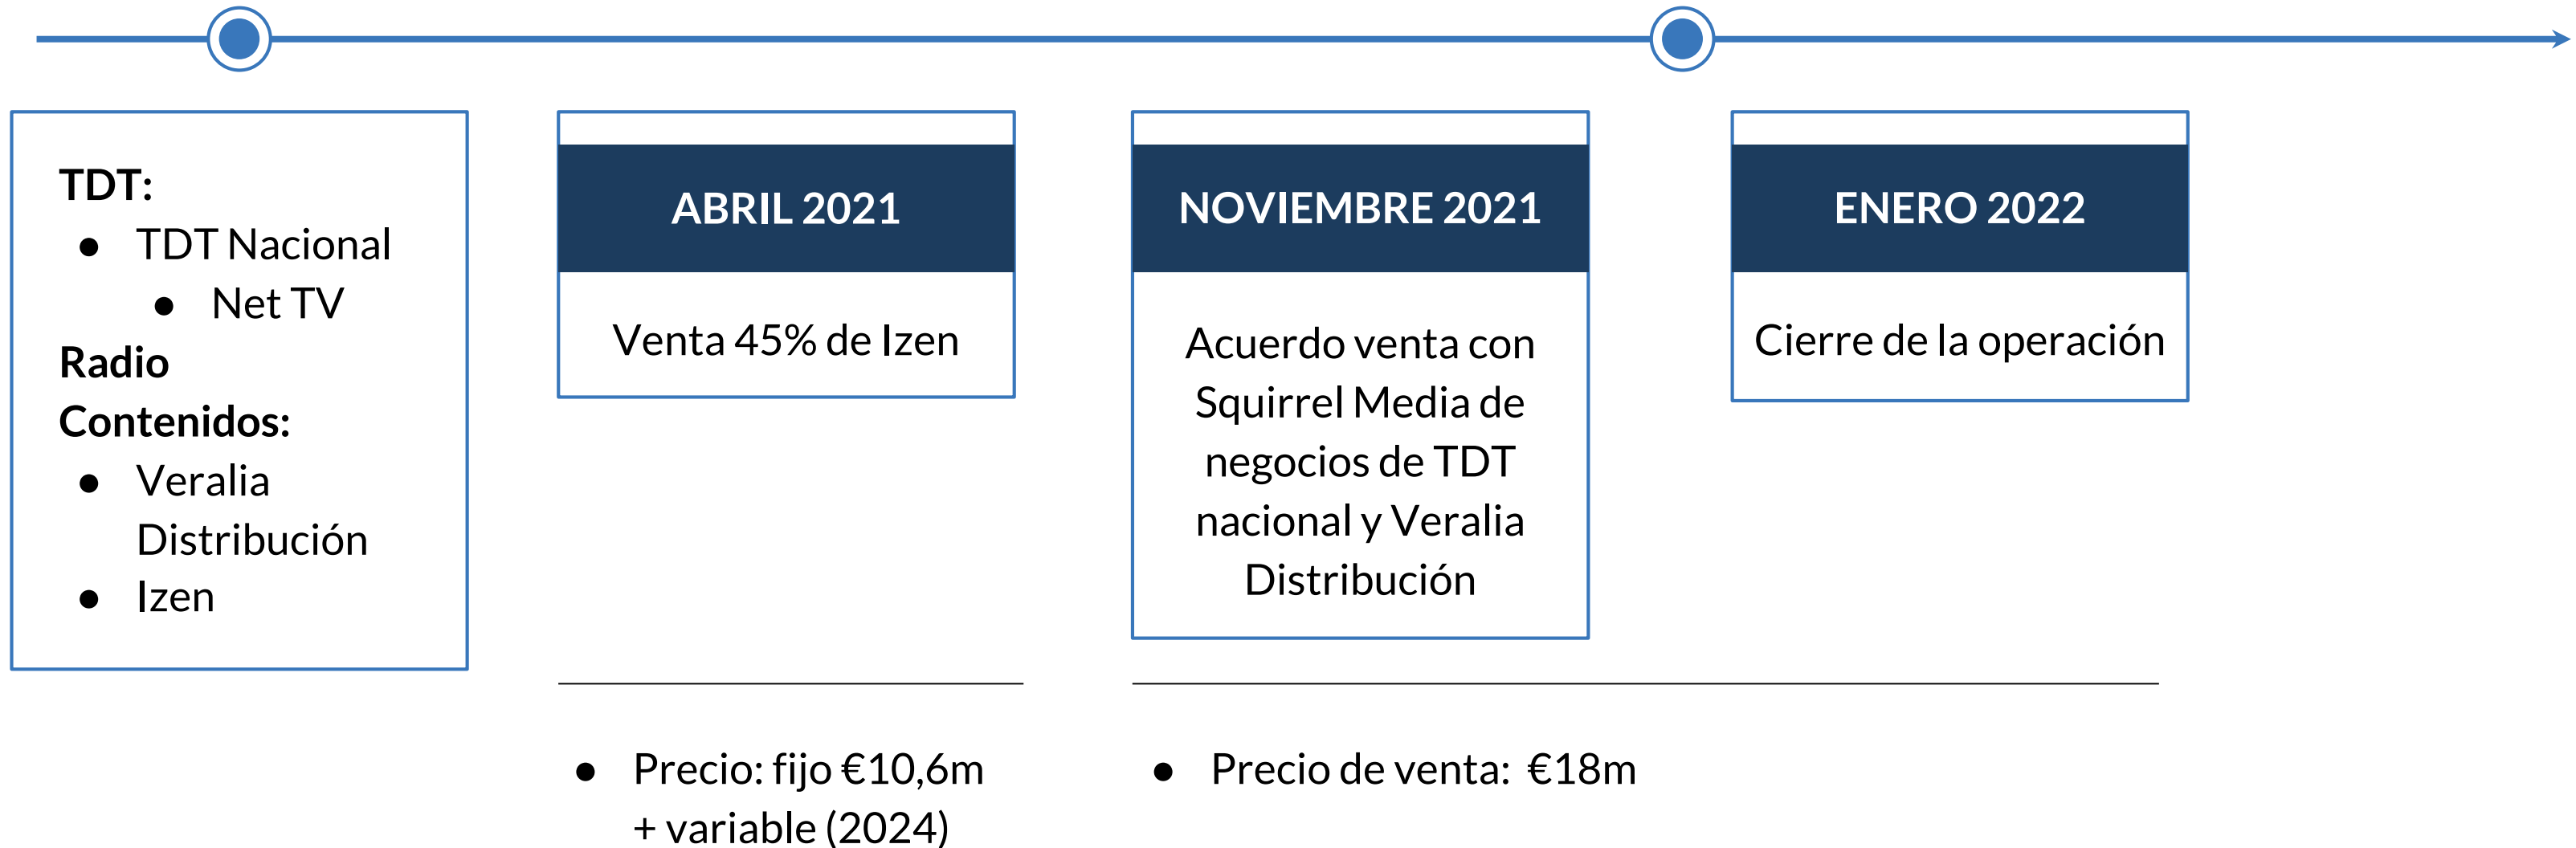 TDT:
● TDT Nacional
● Net TV
Radio
Contenidos:
● Veralia
Distribución
● Izen
ABRIL 2021
Venta 45% de Izen
NOVIEMBRE 2021
Acuerdo venta con
Squirrel Media de
negocios de TDT
nacional y Veralia
Distribución
ENERO 2022
Cierre de la operación
● Precio: fijo €10,6m
+ variable (2024)
● Precio de venta: €18m